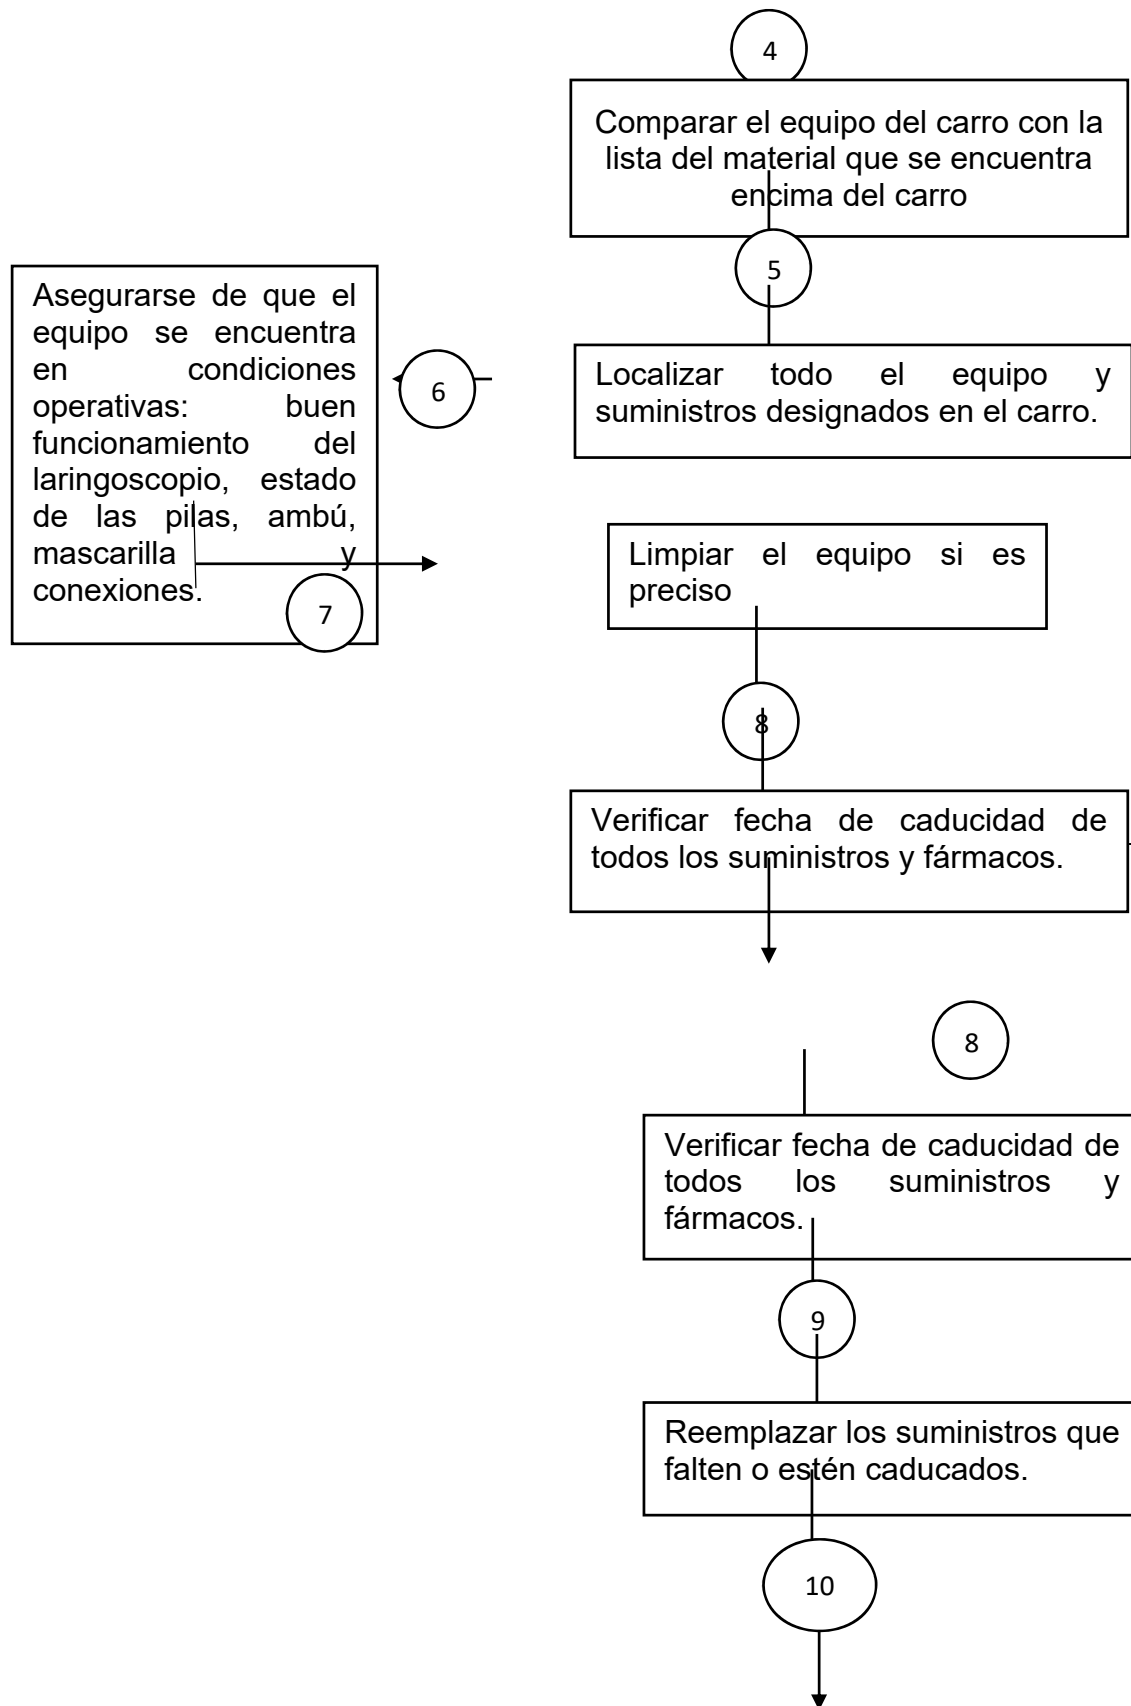 4
Comparar el equipo del carro con la
lista del material que se encuentra
encima del carro
5
Localizar todo el equipo y
suministros designados en el carro.
6
Asegurarse de que el
equipo se encuentra
en condiciones
operativas: buen
funcionamiento del
laringoscopio, estado
de las pilas, ambú,
mascarilla y
conexiones.
7
Limpiar el equipo si es
preciso
8
Verificar fecha de caducidad de
todos los suministros y fármacos.
8
Verificar fecha de caducidad de
todos los suministros y
fármacos.
9
Reemplazar los suministros que
falten o estén caducados.
10